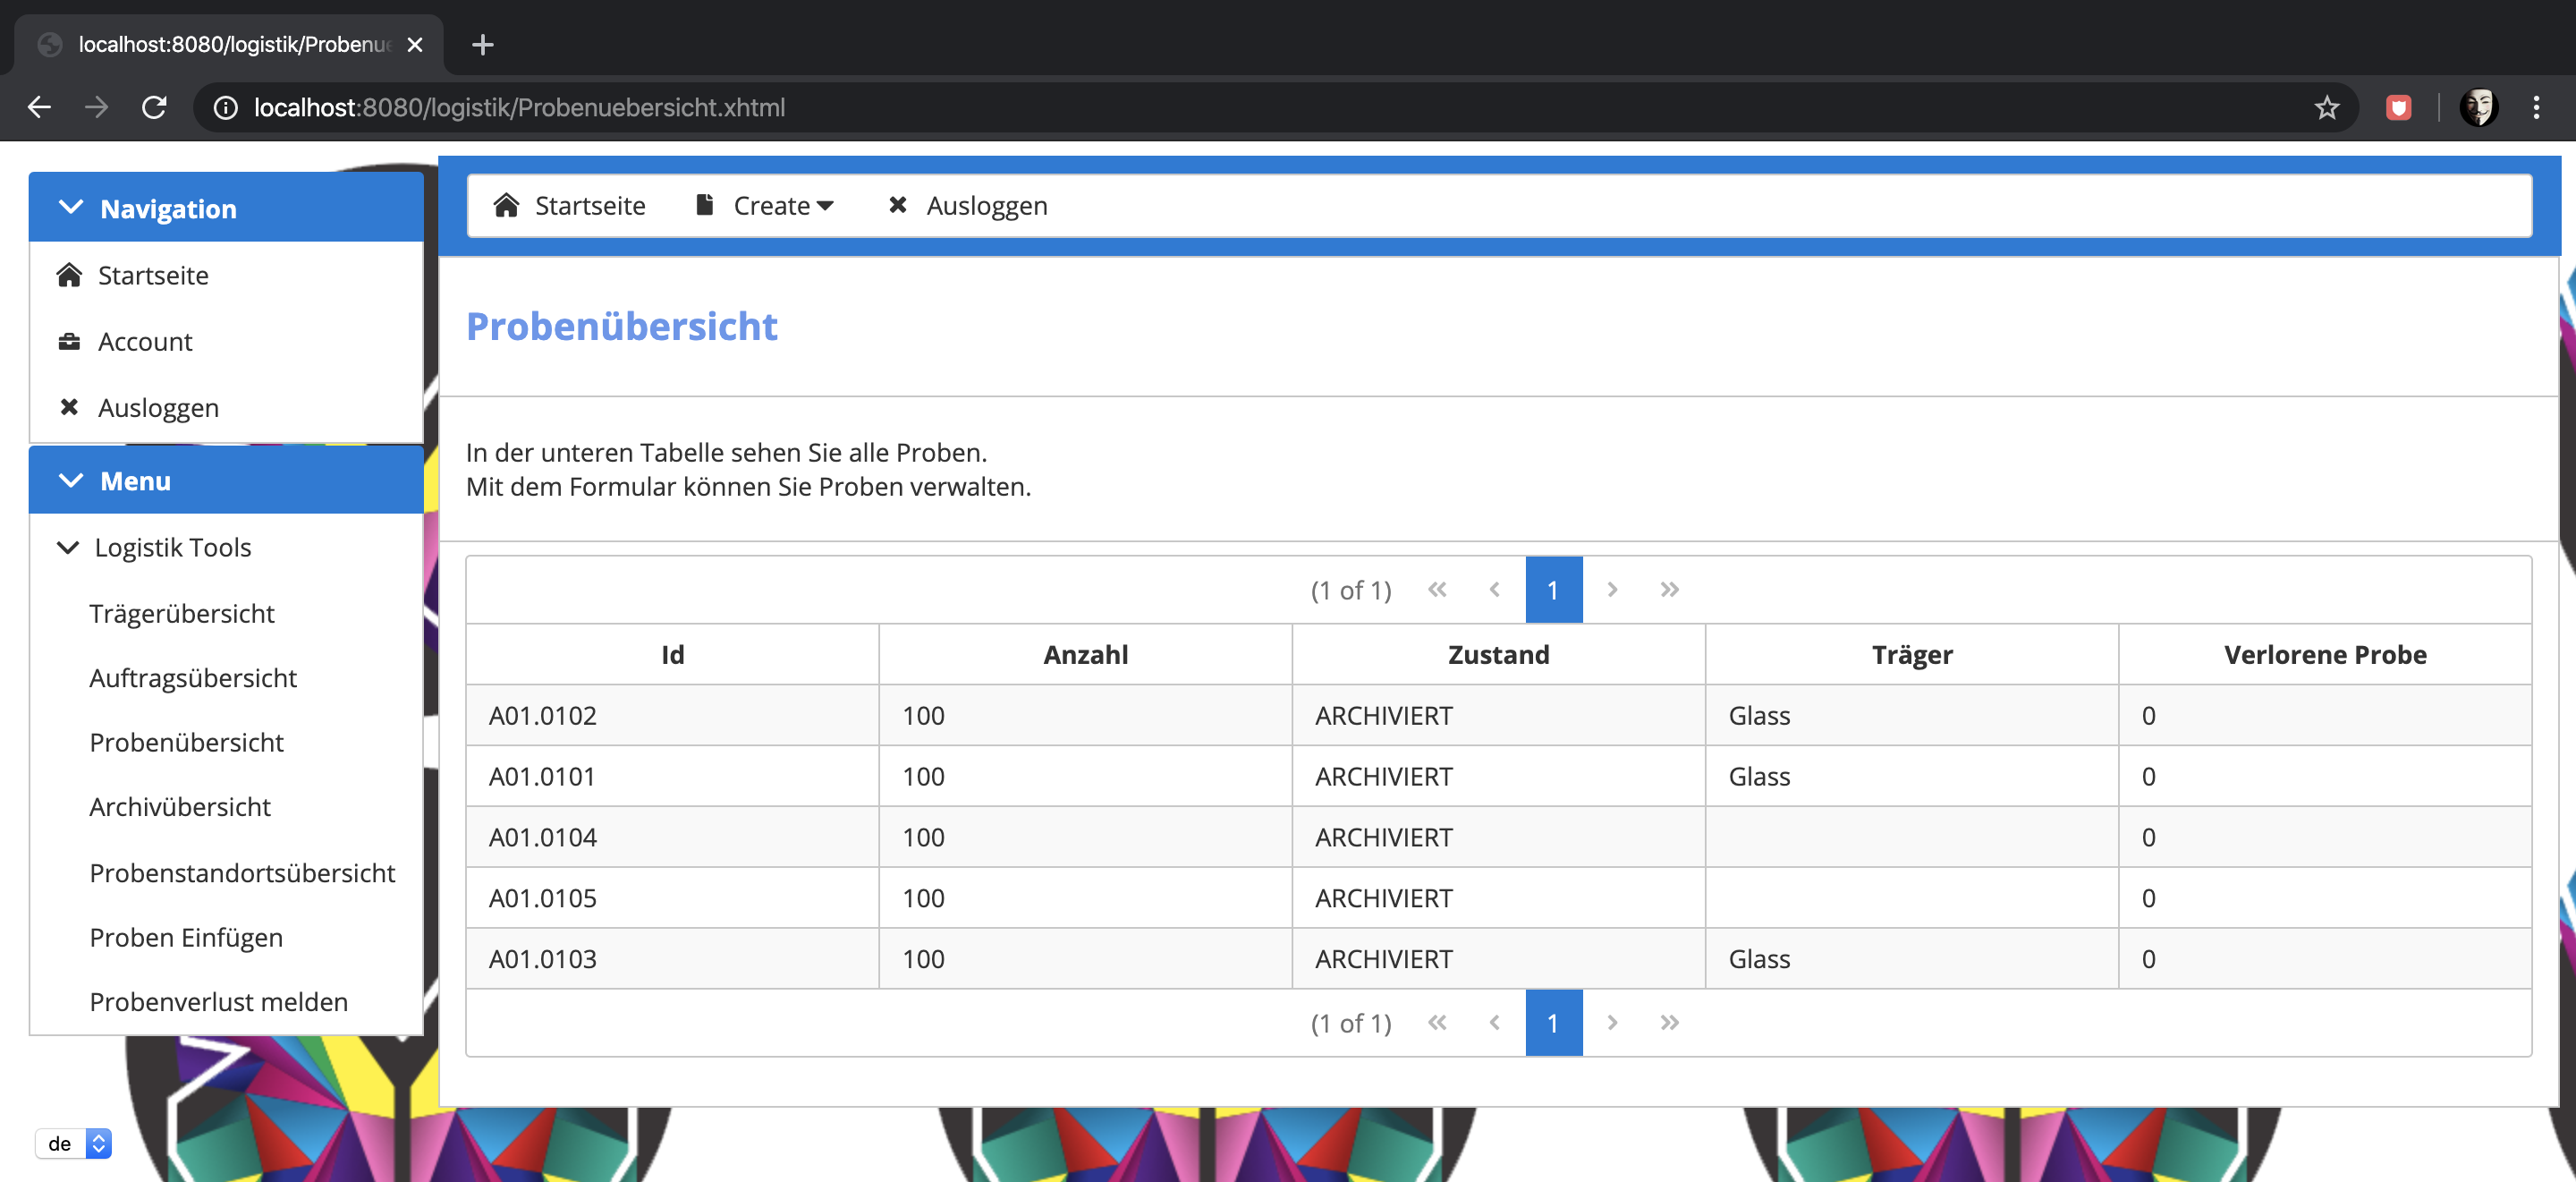 localhost:8080/logistik/Probenue
localhost:8080/logistik/Probenuebersicht.xhtml
Navigation
Startseite
Account
Ausloggen
Menu
Logistik Tools
Trägerübersicht
Auftragsübersicht
Probenübersicht
Archivübersicht
Probenstandortsübersicht
Proben Einfügen
Probenverlust melden
de
Startseite Create Ausloggen
Probenübersicht
In der unteren Tabelle sehen Sie alle Proben.
Mit dem Formular können Sie Proben verwalten.
(1 of 1) 1
Id Anzahl Zustand Träger Verlorene Probe
A01.0102 100 ARCHIVIERT Glass 0
A01.0101 100 ARCHIVIERT Glass 0
A01.0104 100 ARCHIVIERT 0
A01.0105 100 ARCHIVIERT 0
A01.0103 100 ARCHIVIERT Glass 0
(1 of 1) 1